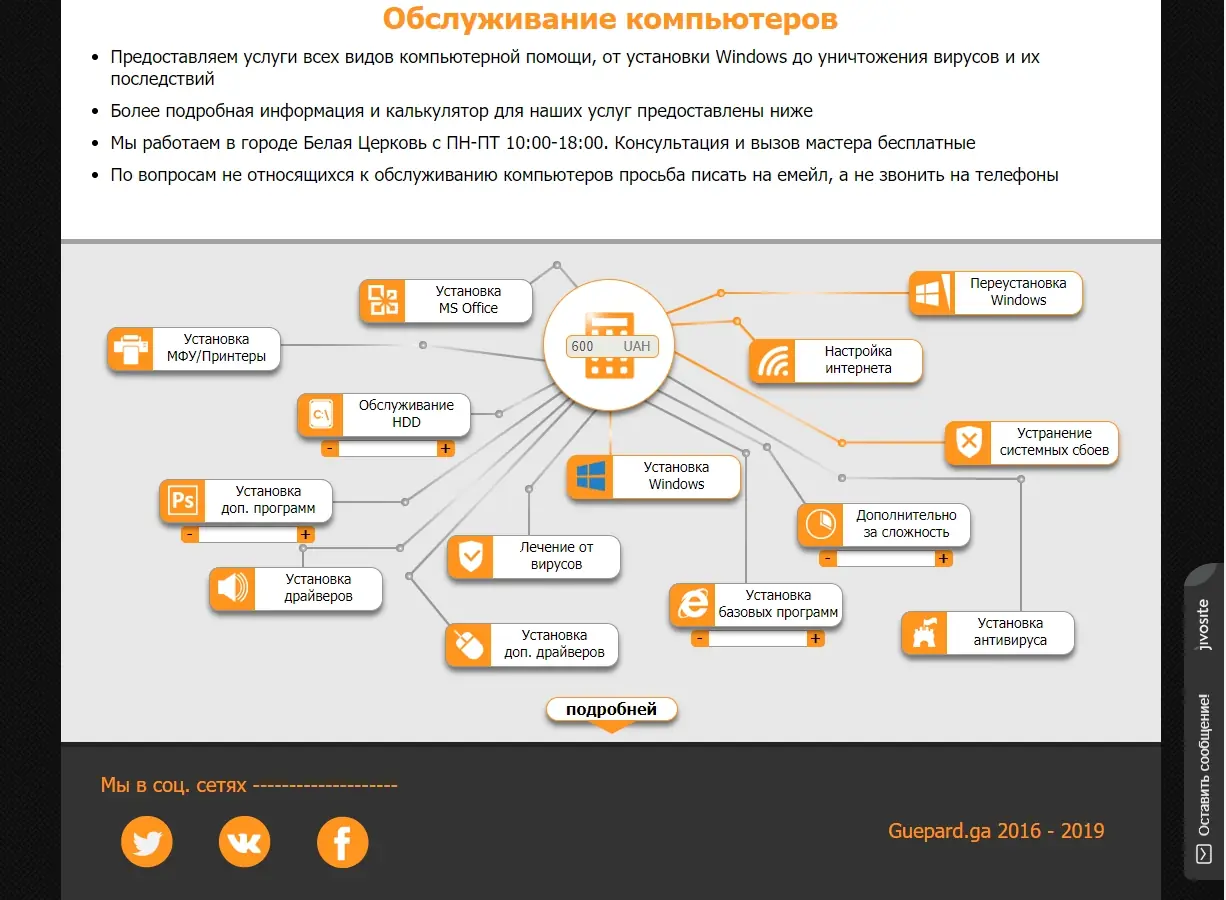 Обслуживание компьютеров
Предоставляем услуги всех видов компьютерной помощи, от установки Windows до уничтожения вирусов и их
последствий
Более подробная информация и калькулятор для наших услуг предоставлены ниже
Мы работаем в городе Белая Церковь с ПН-ПТ 10:00-18:00. Консультация и вызов мастера бесплатные
По вопросам не относящихся к обслуживанию компьютеров просьба писать на емейл, а не звонить на телефоны
Установка
MS Office
Переустановка
Windows
Установка
МФУ/Принтеры
600 UAH
Настройка
интернета
C:\
Обслуживание
HDD
- +
Устранение
системных сбоев
Установка
Windows
Ps
Установка
доп. программ
- +
Дополнительно
за сложность
- +
Лечение от
вирусов
Установка
драйверов
Установка
базовых программ
- +
Установка
антивируса
Установка
доп. драйверов
подробней
Мы в соц. сетях --------------------
Guepard.ga 2016 - 2019
jivosite
Оставить сообщение!